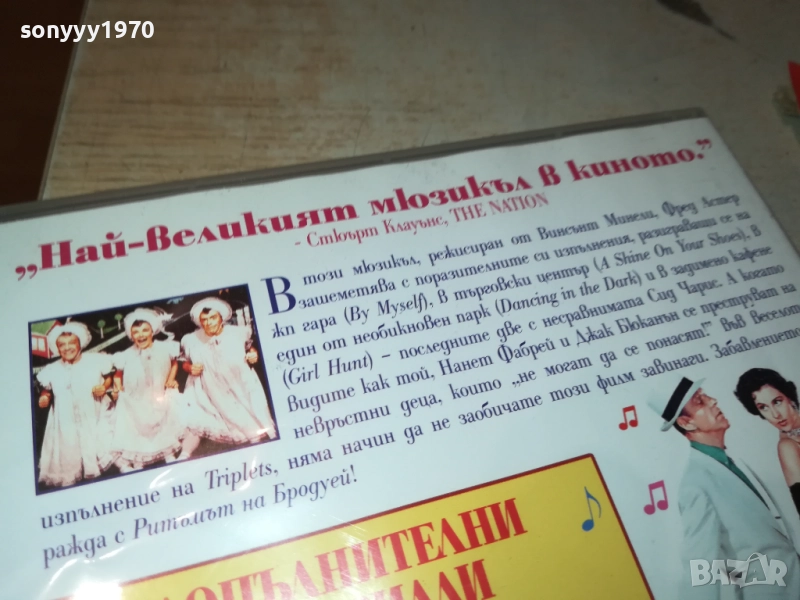 sonyyy1970
„Най-великият мюзикъл в киното.”
- Стюърт Клауънс, THE NATION
В този мюзикъл, режисиран от Винсънт Минели, Фред Астер
зашеметява с поразителните си изпълнения, разиграващи се на
жп гара (By Myself), в търговски център (A Shine On Your Shoes), в
един от необикновен парк (Dancing in the Dark) и в задимено кафене
(Girl Hunt) – последните две с несравнимата Сид Чарис. А когато
видите как той, Нанет Фабрей и Джак Бюканън се преструват на
невръстни деца, които „не могат да се понасят!” във Веселото
изпълнение на Triplets, няма начин да не заобичате този филм завинаги. Забавлението
ражда с Ритъмът на Бродуей!
ДОПЪЛНИТЕЛНИ
BAZAR